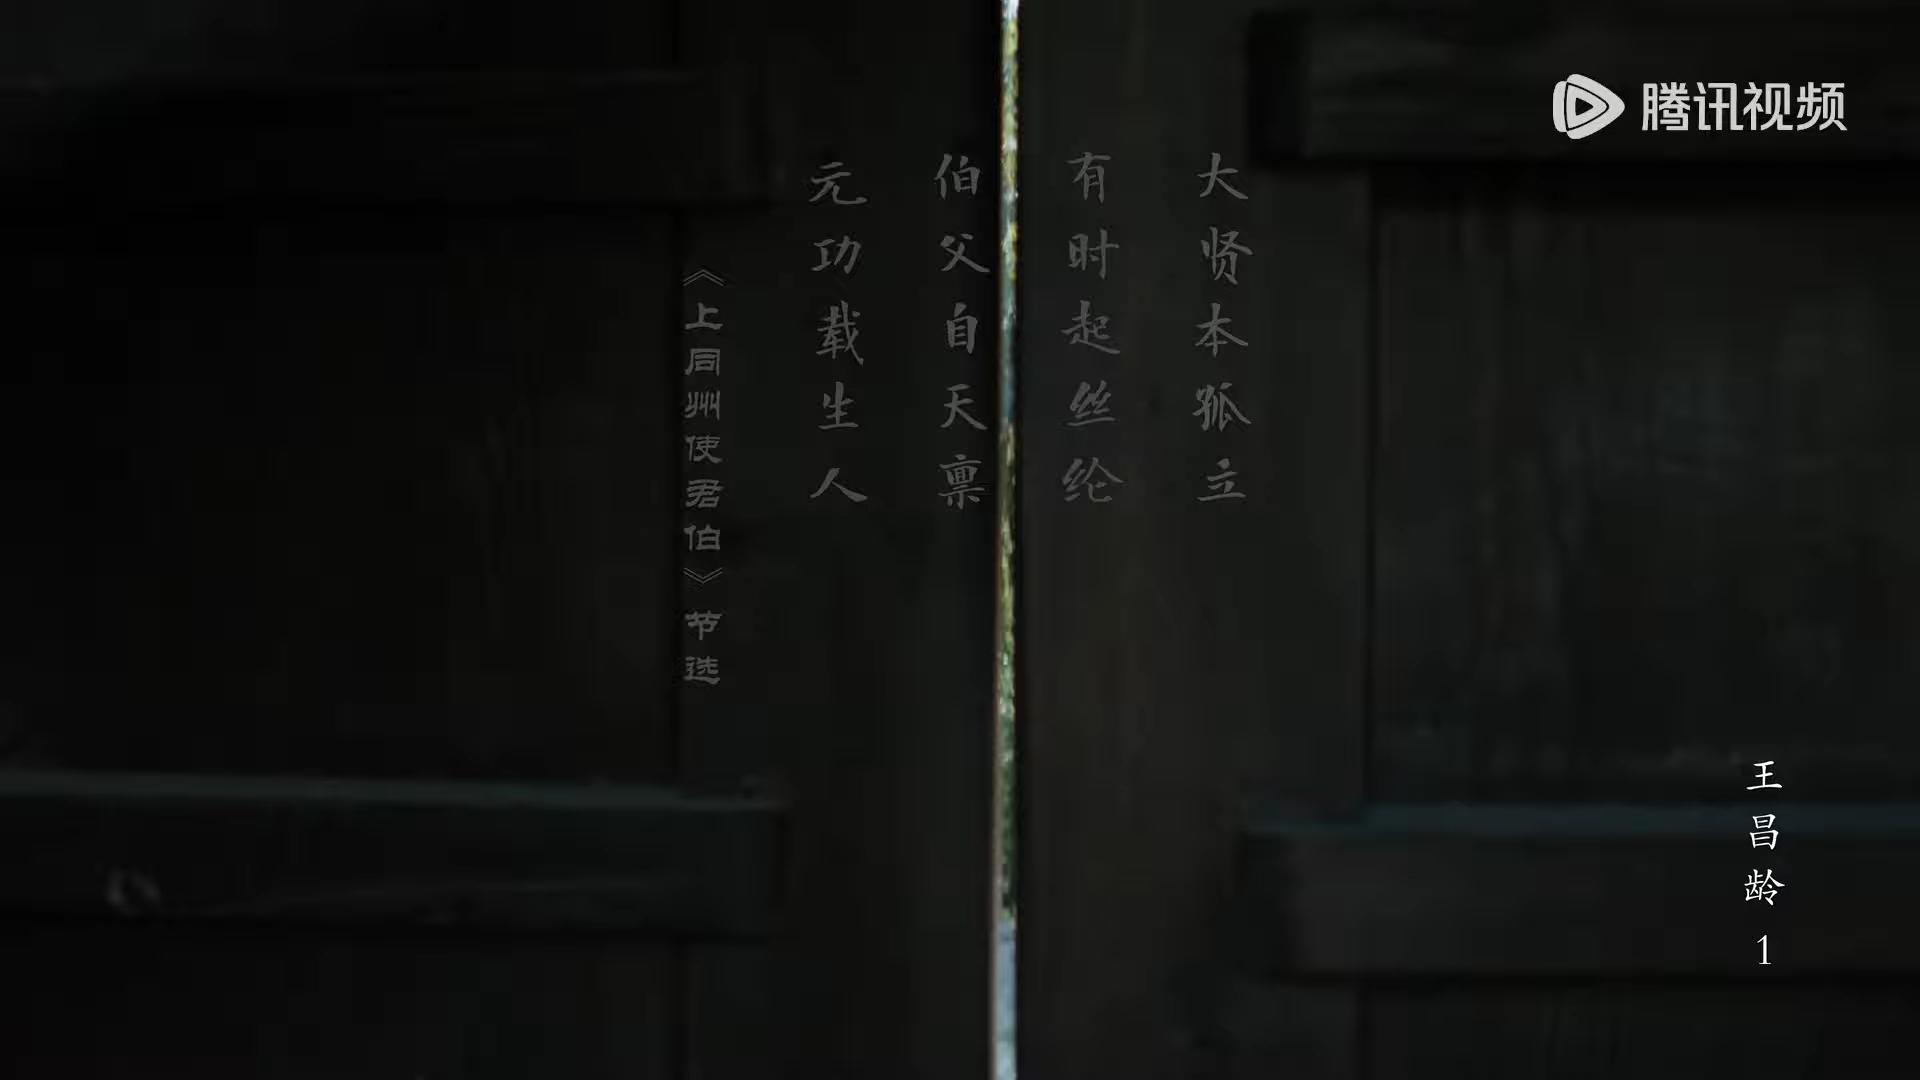 腾讯视频
大贤本孤立
有时起丝纶
伯父自天禀
元功载生人
《上同州使君伯》节选
王昌龄 1